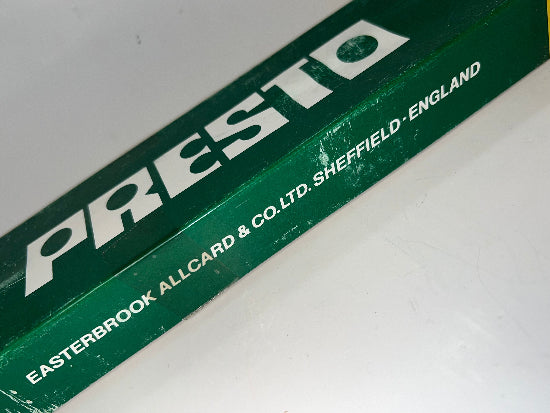 PRESTO
EASTERBROOK ALLCARD & CO.LTD. SHEFFIELD-ENGLAND